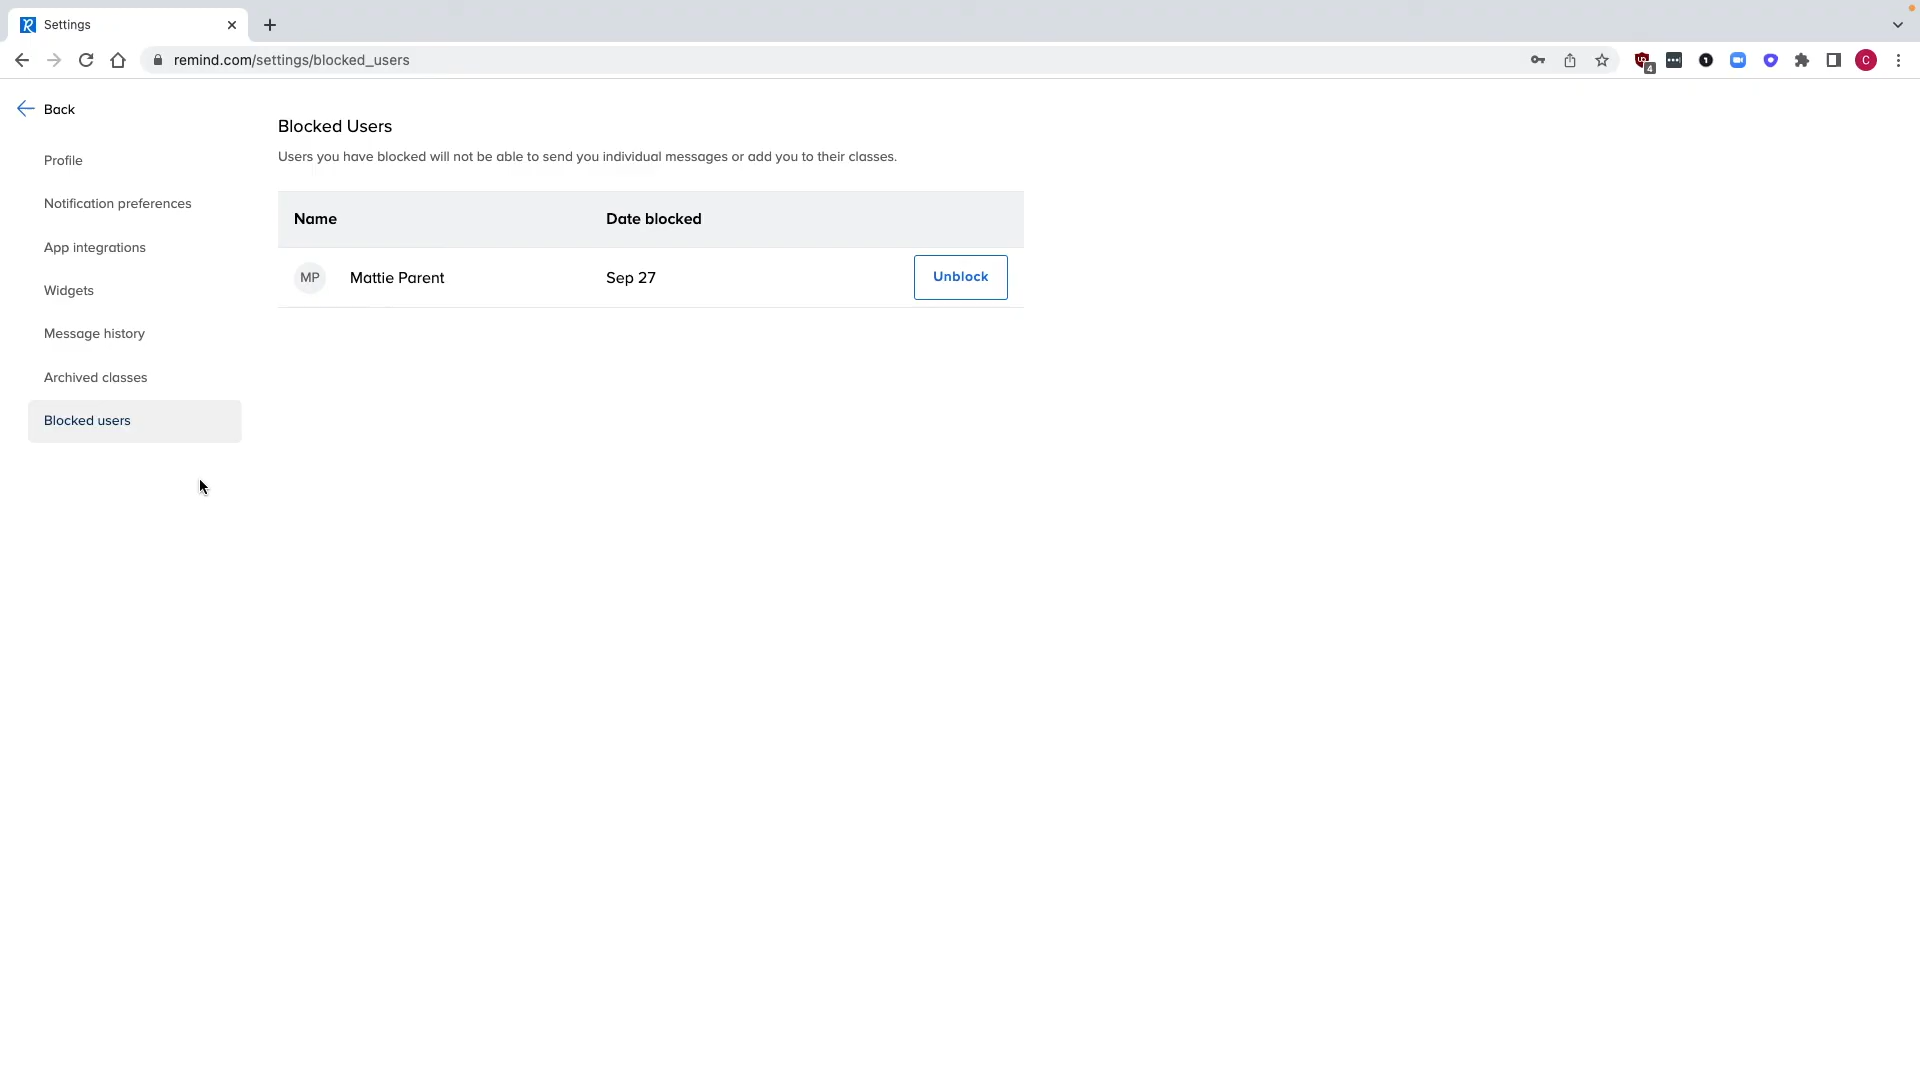 Settings
remind.com/settings/blocked_users
4
C
Back
Profile
Notification preferences
App integrations
Widgets
Message history
Archived classes
Blocked users
Blocked Users
Users you have blocked will not be able to send you individual messages or add you to their classes.
Name Date blocked
MP Mattie Parent Sep 27 Unblock